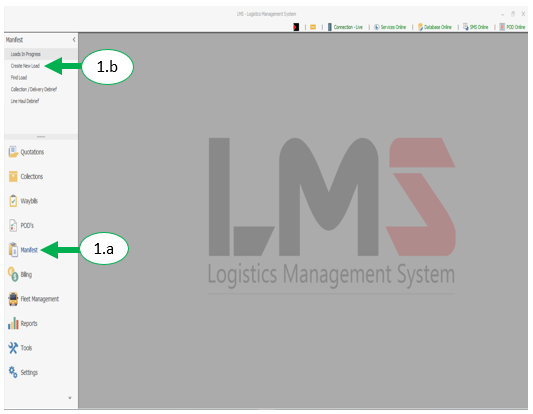 LMS - Logistics Management System
Connection - Live | Services Online | Database Online | SMS Online | POD Online
Manifest
Loads In Progress
Create New Load
1.b
Find Load
Collection / Delivery Debrief
Line Haul Debrief
Quotations
Collections
Waybills
POD's
Manifest
1.a
Billing
Fleet Management
Reports
Tools
Settings
LMS
Logistics Management System